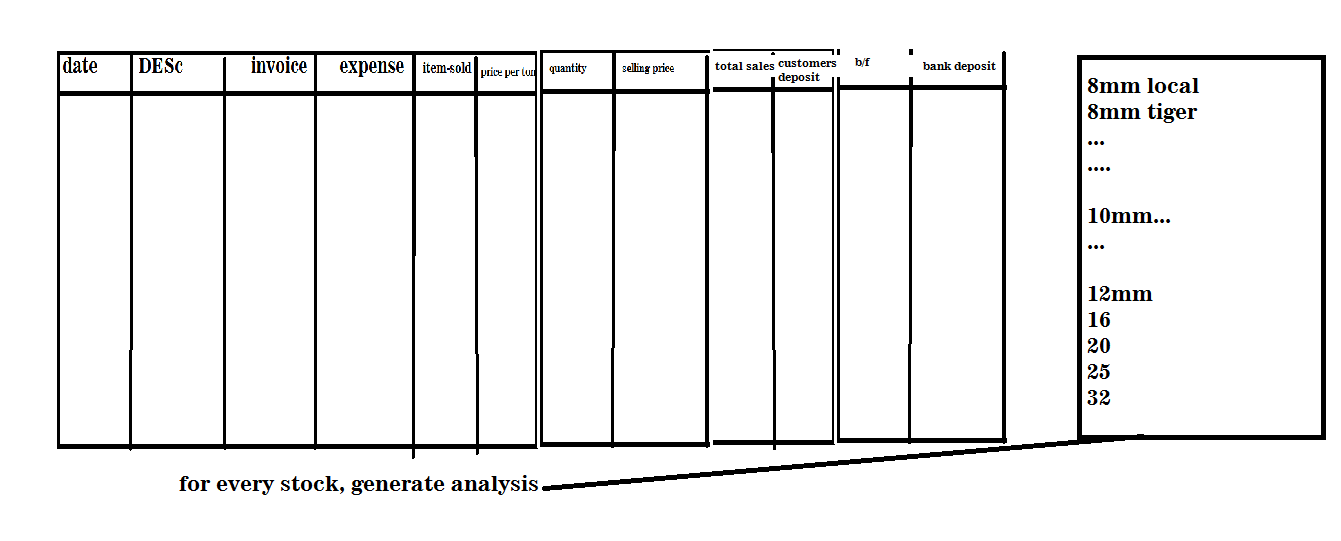 date DESc invoice expense item-sold price per ton quantity selling price total sales customers deposit b/f bank deposit
8mm local
8mm tiger
...
....
10mm...
...
12mm
16
20
25
32
for every stock, generate analysis